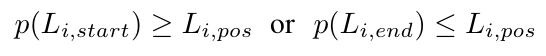 p(L_{i,start}) ≥ L_{i,pos} or p(L_{i,end}) ≤ L_{i,pos}